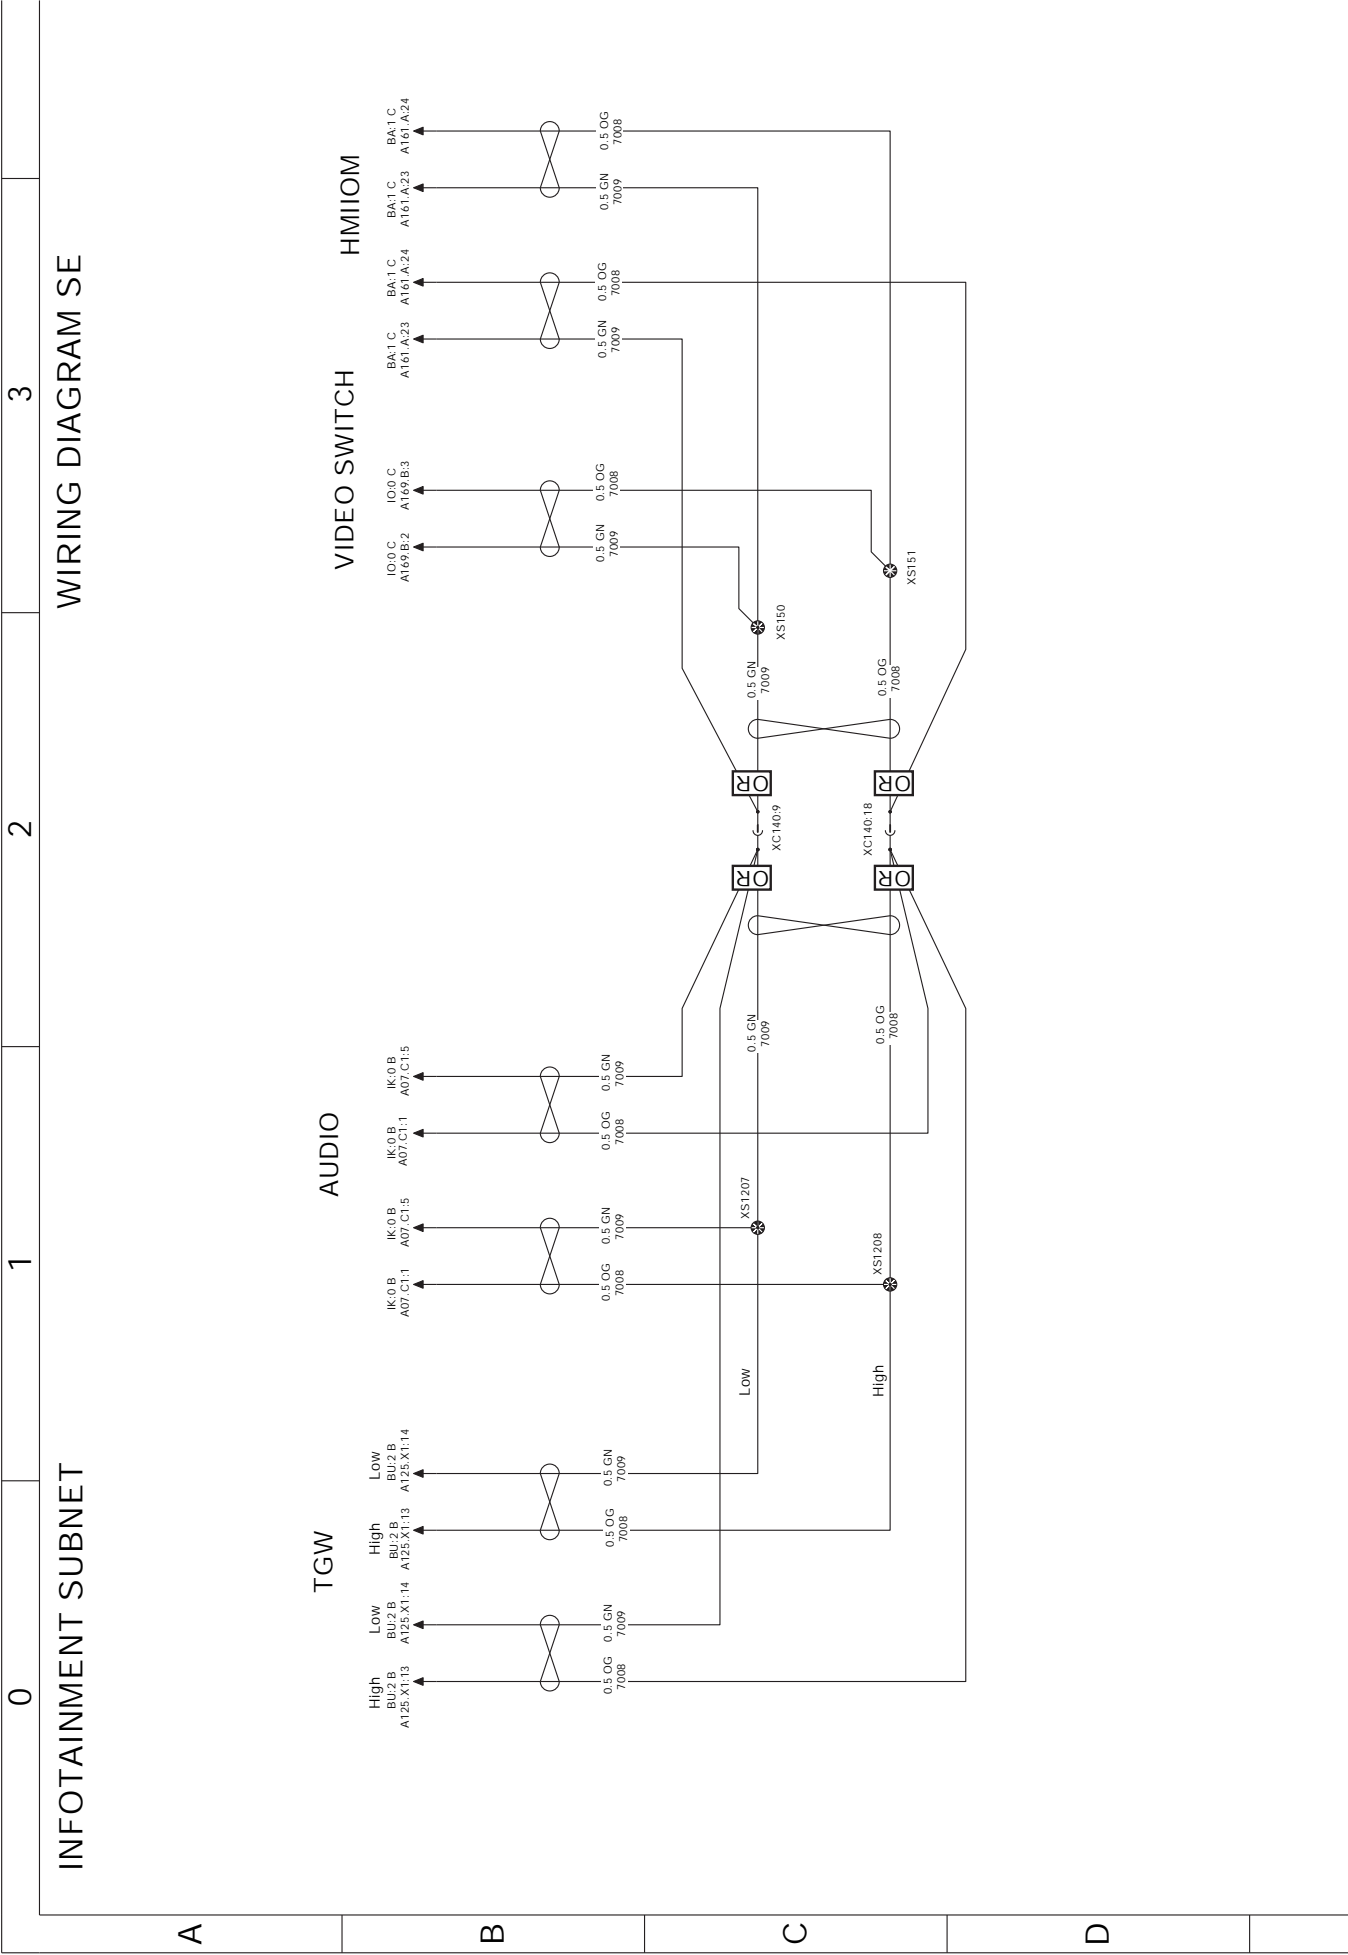 0
1
2
3
INFOTAINMENT SUBNET
WIRING DIAGRAM SE
A
B
C
D
TGW
AUDIO
VIDEO SWITCH
HMIIOM
High
BU:2 B
A125.X1:13
Low
BU:2 B
A125.X1:14
High
BU:2 B
A125.X1:13
Low
BU:2 B
A125.X1:14
IK:0 B
A07.C1:1
IK:0 B
A07.C1:5
IK:0 B
A07.C1:1
IK:0 B
A07.C1:5
IO:0 C
A169.B:2
IO:0 C
A169.B:3
BA:1 C
A161.A:23
BA:1 C
A161.A:24
BA:1 C
A161.A:23
BA:1 C
A161.A:24
0.5 OG
7008
0.5 GN
7009
0.5 OG
7008
0.5 GN
7009
0.5 OG
7008
0.5 GN
7009
0.5 OG
7008
0.5 GN
7009
0.5 GN
7009
0.5 OG
7008
0.5 GN
7009
0.5 OG
7008
0.5 GN
7009
0.5 OG
7008
Low
XS1207
0.5 GN
7009
OR
XC140:9
OR
0.5 GN
7009
XS150
High
XS1208
0.5 OG
7008
OR
XC140:18
OR
0.5 OG
7008
XS151